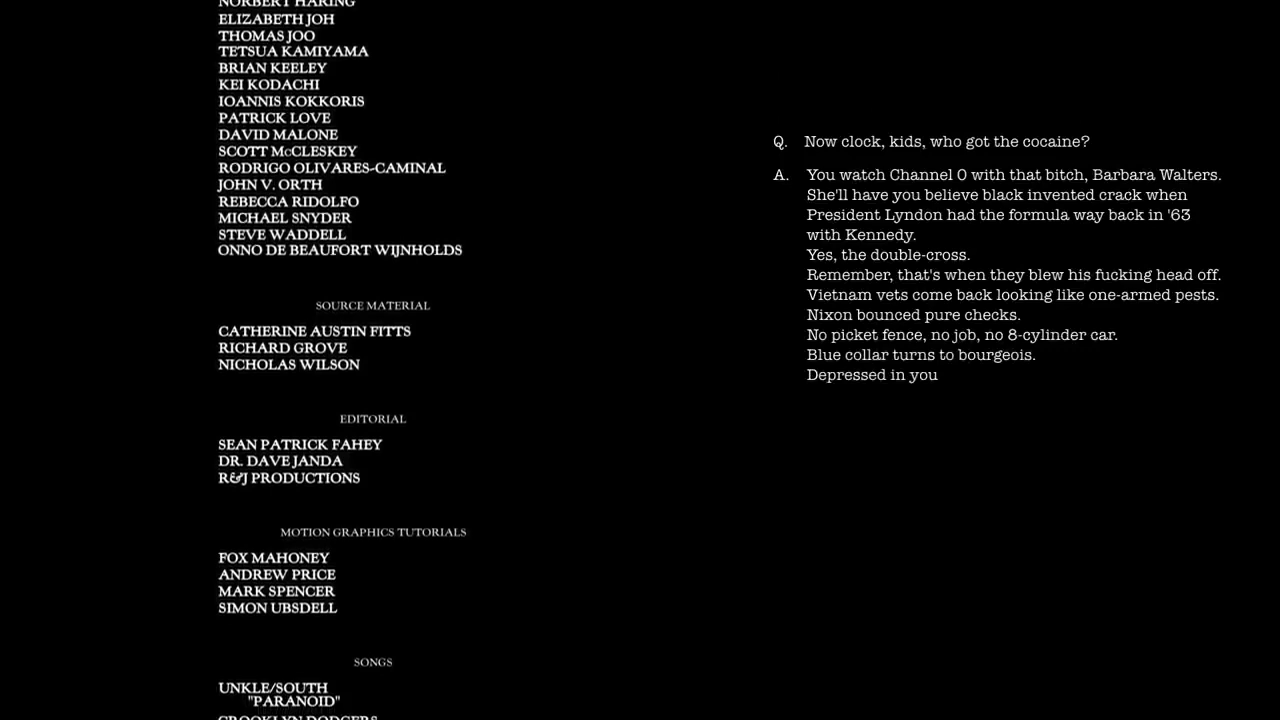 NORBERT HARING
ELIZABETH JOH
THOMAS JOO
TETSUA KAMIYAMA
BRIAN KEELEY
KEI KODACHI
IOANNIS KOKKORIS
PATRICK LOVE
DAVID MALONE
SCOTT McCLESKEY
RODRIGO OLIVARES-CAMINAL
JOHN V. ORTH
REBECCA RIDOLFO
MICHAEL SNYDER
STEVE WADDELL
ONNO DE BEAUFORT WIJNHOLDS
SOURCE MATERIAL
CATHERINE AUSTIN FITTS
RICHARD GROVE
NICHOLAS WILSON
EDITORIAL
SEAN PATRICK FAHEY
DR. DAVE JANDA
R&J PRODUCTIONS
MOTION GRAPHICS TUTORIALS
FOX MAHONEY
ANDREW PRICE
MARK SPENCER
SIMON UBSDELL
SONGS
UNKLE/SOUTH
"PARANOID"
CROOKLYN DODGERS
Q. Now clock, kids, who got the cocaine?
A. You watch Channel 0 with that bitch, Barbara Walters.
She'll have you believe black invented crack when
President Lyndon had the formula way back in '63
with Kennedy.
Yes, the double-cross.
Remember, that's when they blew his fucking head off.
Vietnam vets come back looking like one-armed pests.
Nixon bounced pure checks.
No picket fence, no job, no 8-cylinder car.
Blue collar turns to bourgeois.
Depressed in you